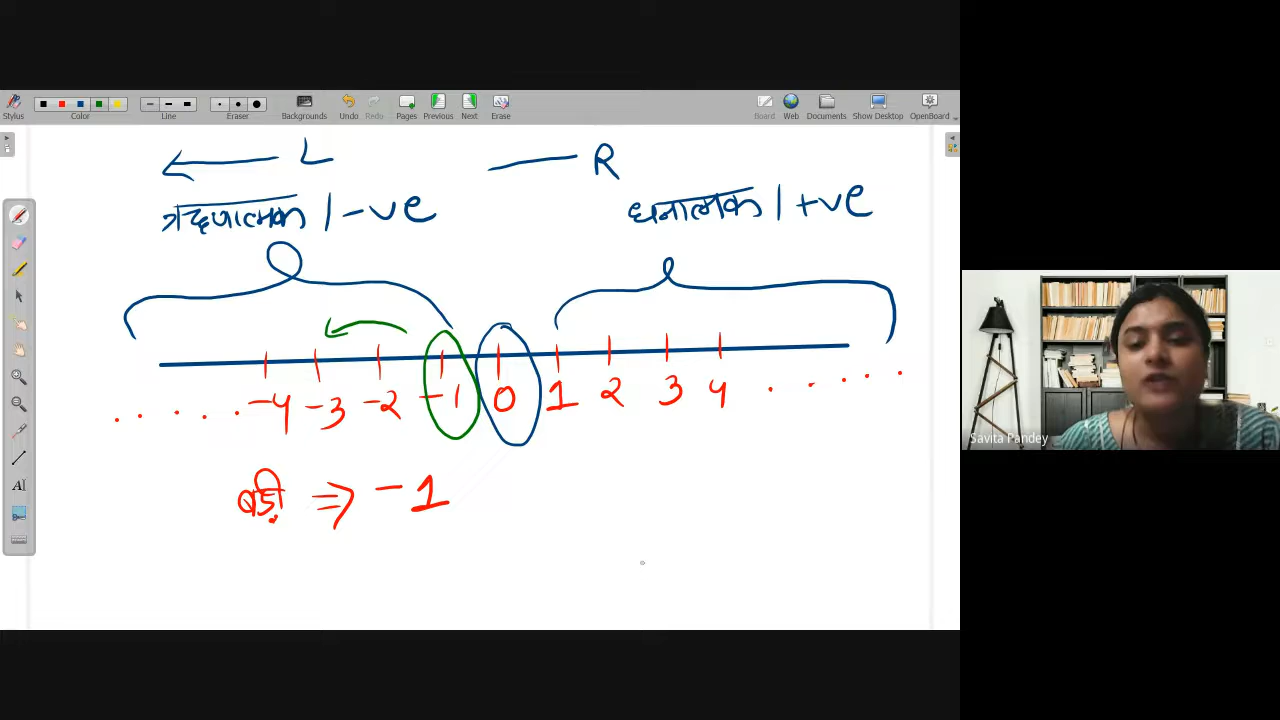 Stylus Color Line Eraser Backgrounds Undo Redo Pages Previous Next Erase Board Web Documents Show Desktop OpenBoard
L R
ऋणात्मक | -ve धनात्मक | +ve
..... -4 -3 -2 -1 0 1 2 3 4 .....
बड़ी ⇒ -1
Savita Pandey